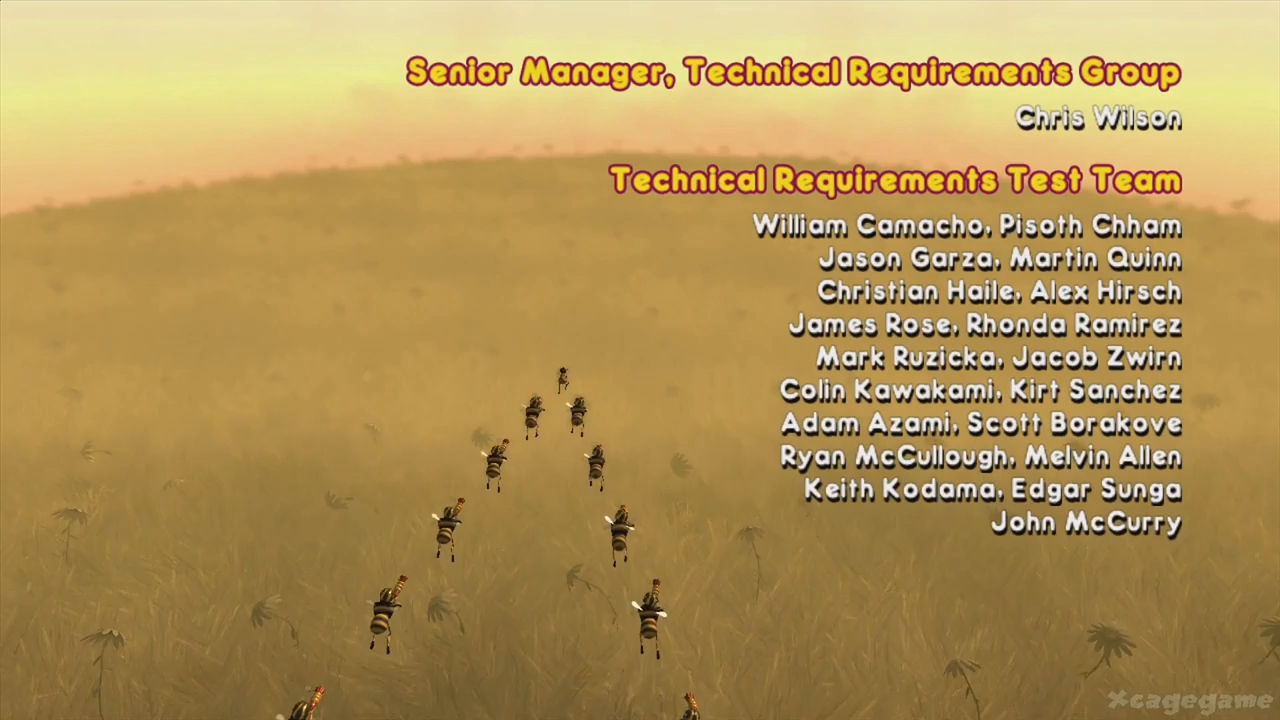 Senior Manager, Technical Requirements Group
Chris Wilson
Technical Requirements Test Team
William Camacho, Pisoth Chham
Jason Garza, Martin Quinn
Christian Haile, Alex Hirsch
James Rose, Rhonda Ramirez
Mark Ruzicka, Jacob Zwirn
Colin Kawakami, Kirt Sanchez
Adam Azami, Scott Borakove
Ryan McCullough, Melvin Allen
Keith Kodama, Edgar Sunga
John McCurry
Xcagegame